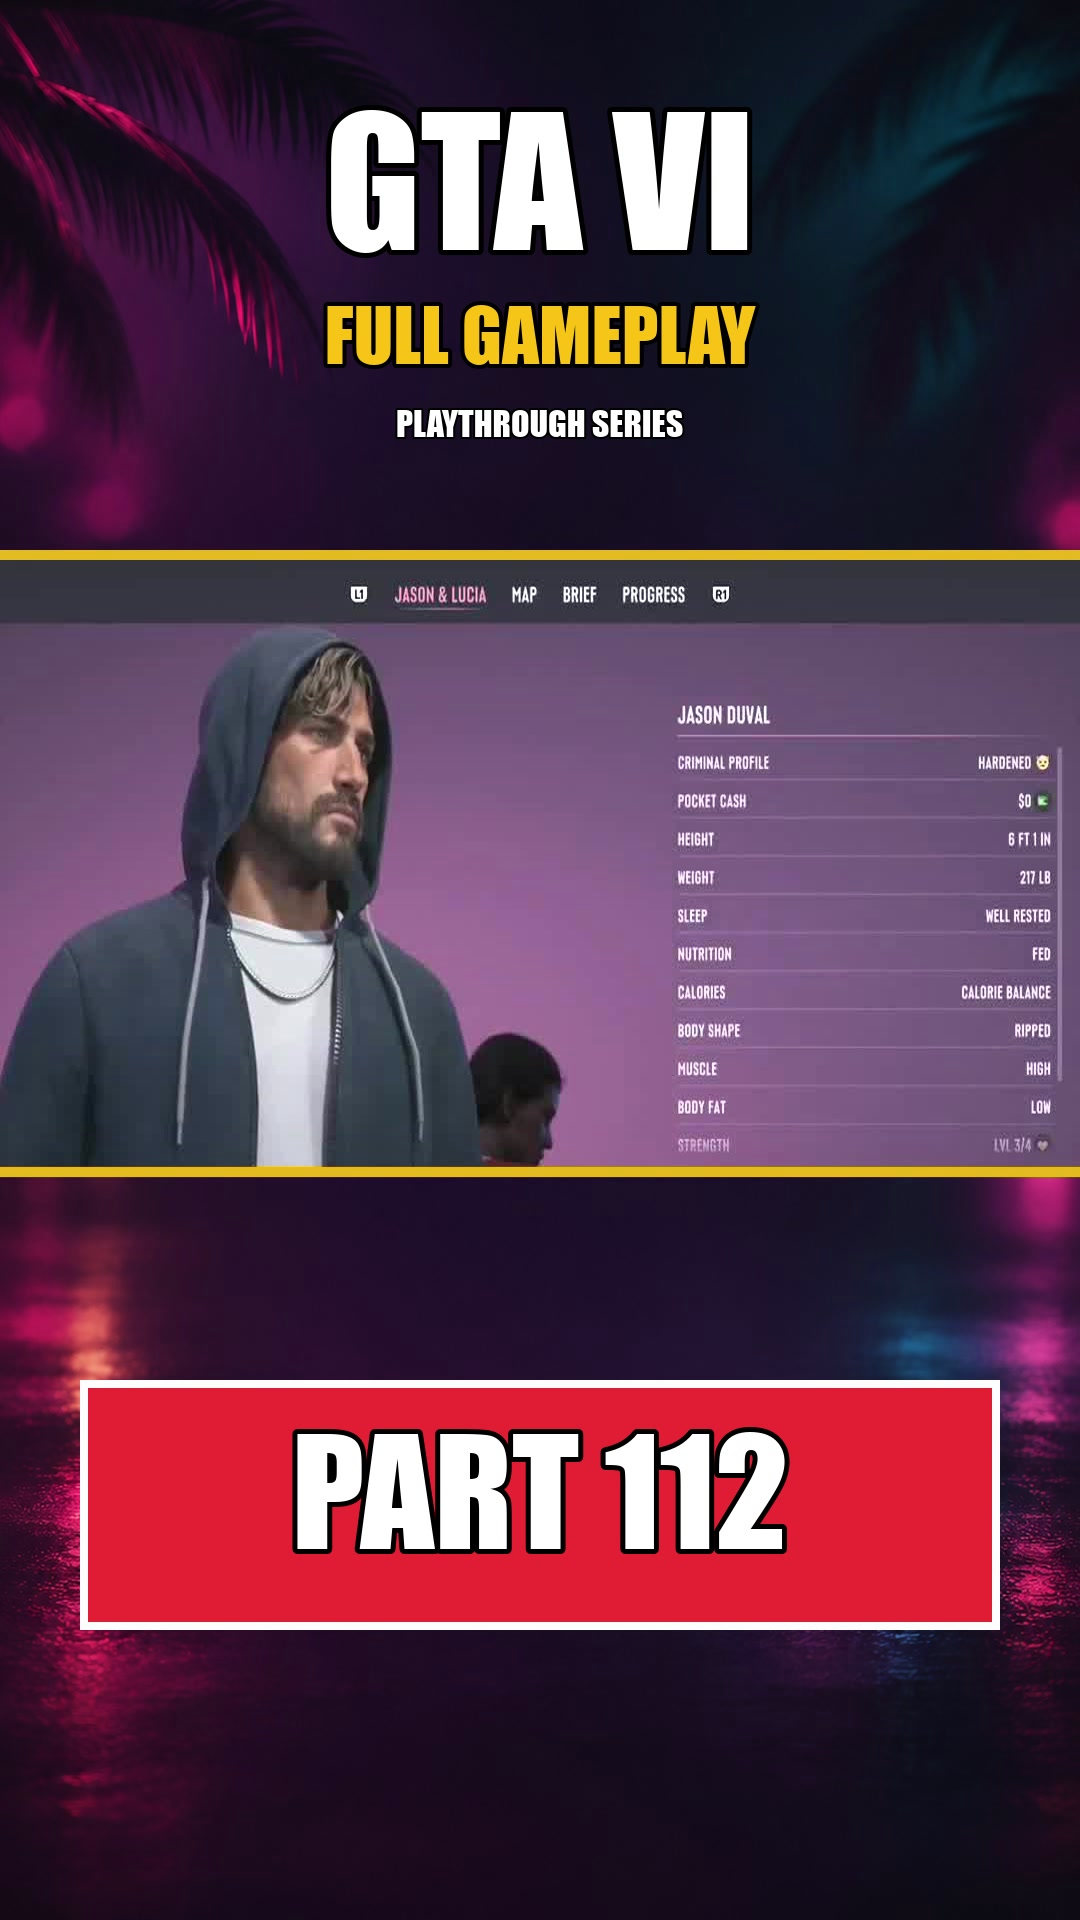 GTA VI
FULL GAMEPLAY
PLAYTHROUGH SERIES
L1 JASON & LUCIA MAP BRIEF PROGRESS R1
JASON DUVAL
CRIMINAL PROFILE HARDENED
POCKET CASH $0
HEIGHT 6 FT 1 IN
WEIGHT 217 LB
SLEEP WELL RESTED
NUTRITION FED
CALORIES CALORIE BALANCE
BODY SHAPE RIPPED
MUSCLE HIGH
BODY FAT LOW
STRENGTH LVL 3/4
PART 112